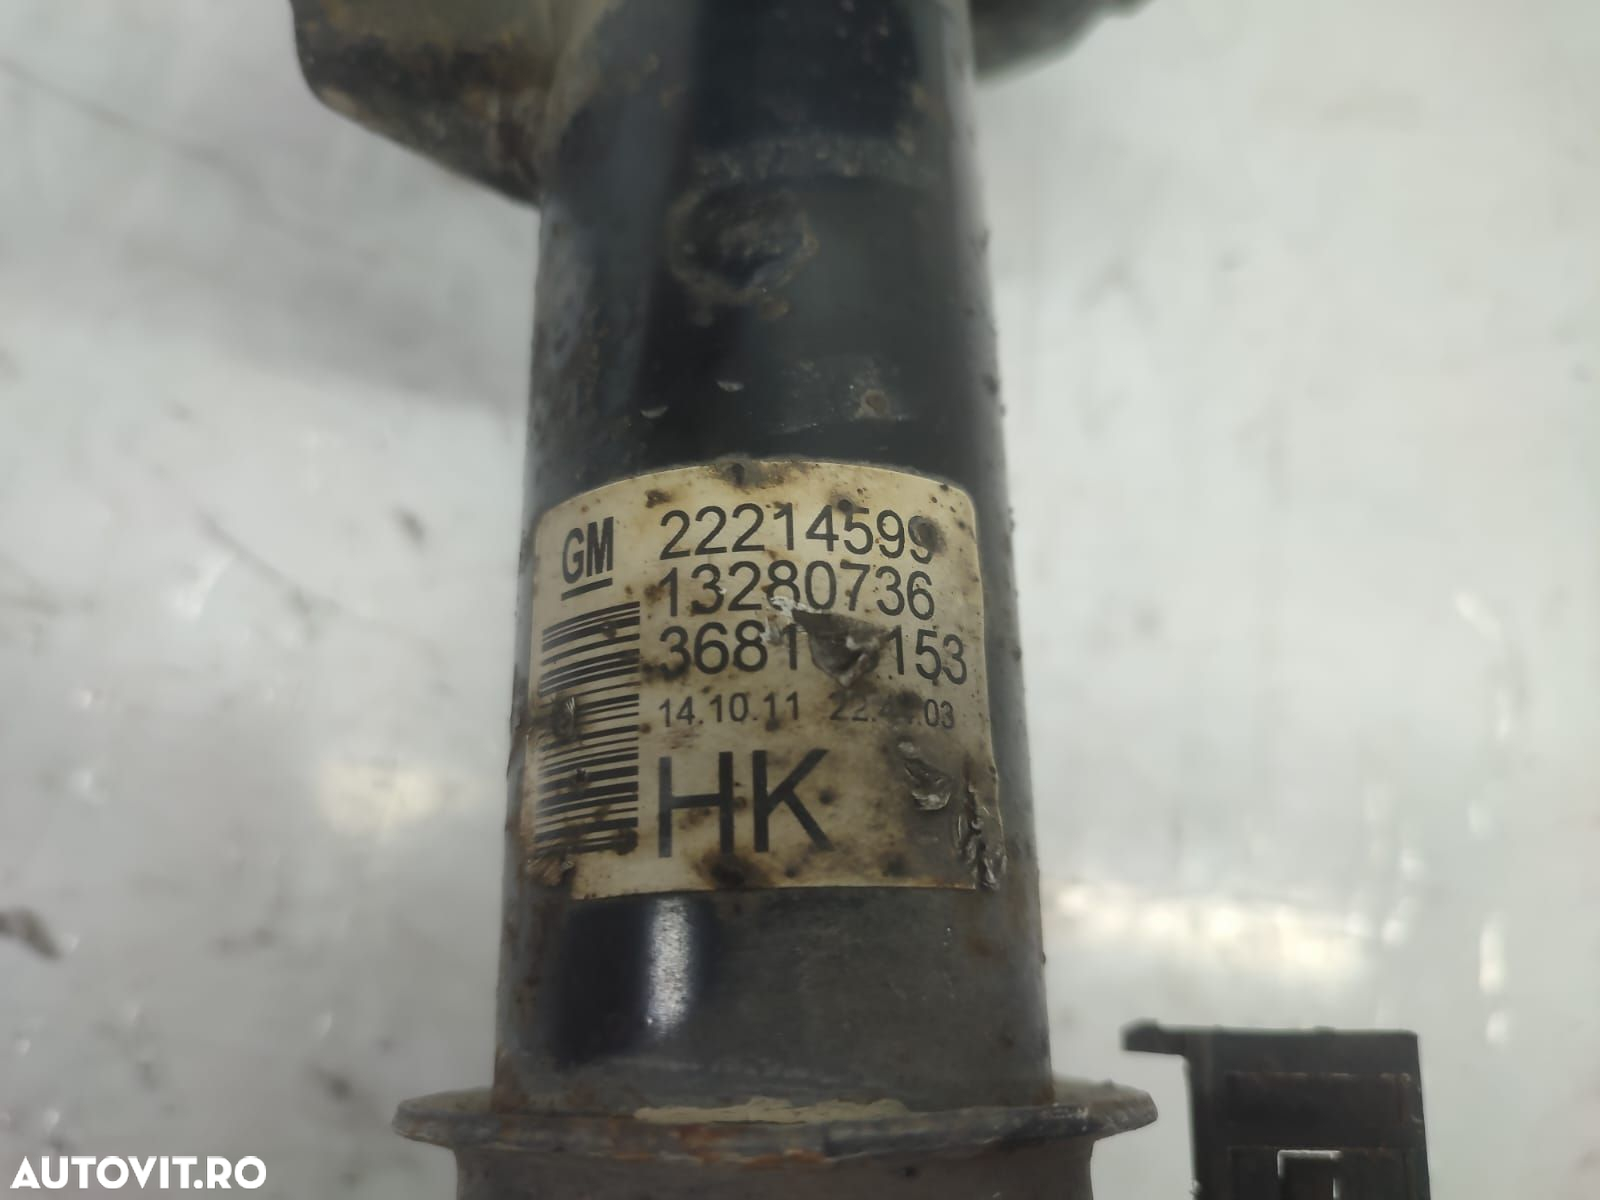 GM 22214599
13280736
14.10.11
HK
AUTOVIT.RO